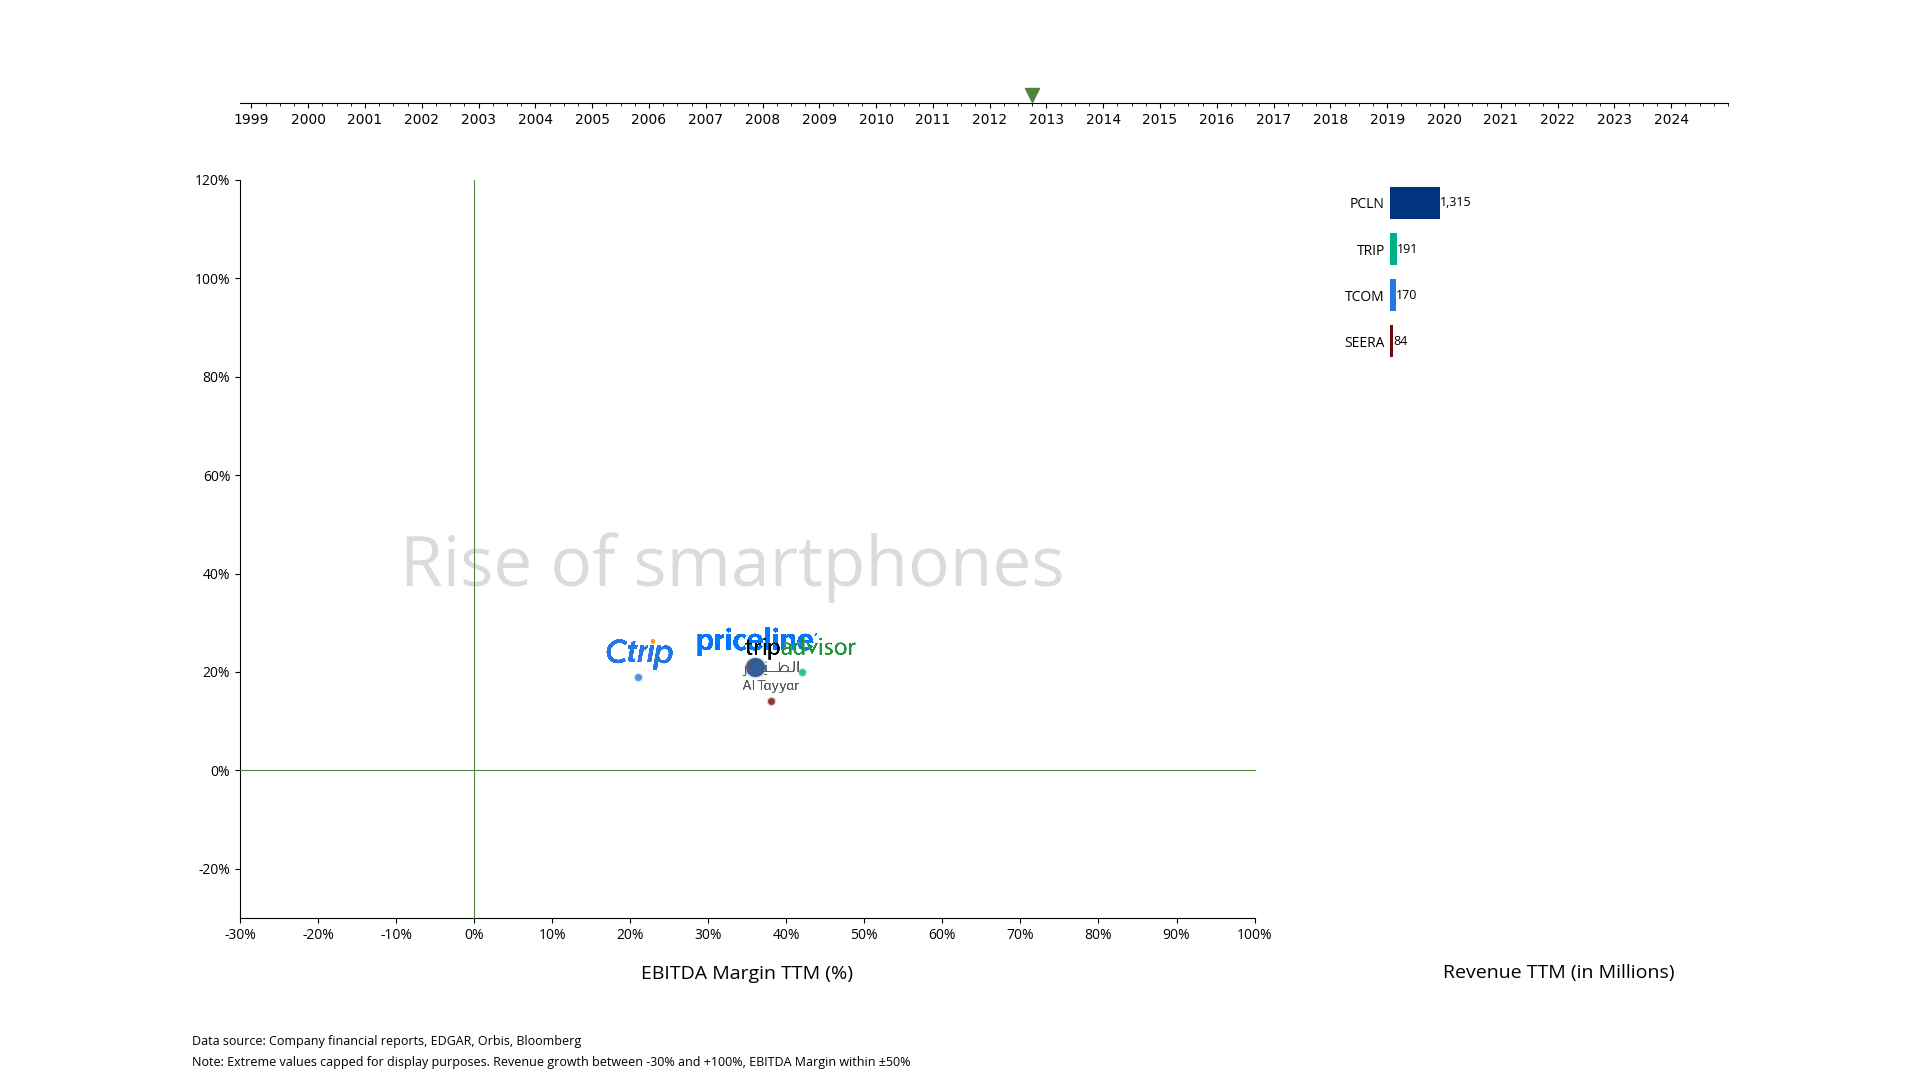 1999 2000 2001 2002 2003 2004 2005 2006 2007 2008 2009 2010 2011 2012 2013 2014 2015 2016 2017 2018 2019 2020 2021 2022 2023 2024
120%
100%
80%
60%
40%
20%
0%
-20%
Rise of smartphones
priceline
Ctrip
tripadvisor
Al Tayyar
-30% -20% -10% 0% 10% 20% 30% 40% 50% 60% 70% 80% 90% 100%
EBITDA Margin TTM (%)
PCLN 1,315
TRIP 191
TCOM 170
SEERA 84
Revenue TTM (in Millions)
Data source: Company financial reports, EDGAR, Orbis, Bloomberg
Note: Extreme values capped for display purposes. Revenue growth between -30% and +100%, EBITDA Margin within ±50%